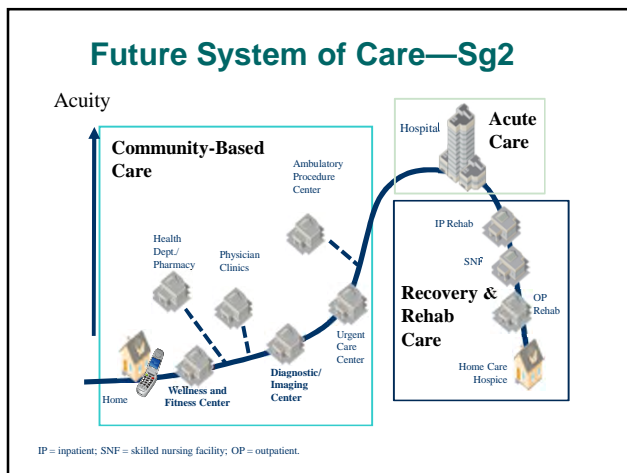 Future System of Care—Sg2
Acuity
Community-Based
Care
Hospital
Acute
Care
Ambulatory
Procedure
Center
Health
Dept./
Pharmacy
Physician
Clinics
IP Rehab
SNF
Recovery &
Rehab
Care
OP
Rehab
Urgent
Care
Center
Home
Wellness and
Fitness Center
Diagnostic/
Imaging
Center
Home Care
Hospice
IP = inpatient; SNF = skilled nursing facility; OP = outpatient.